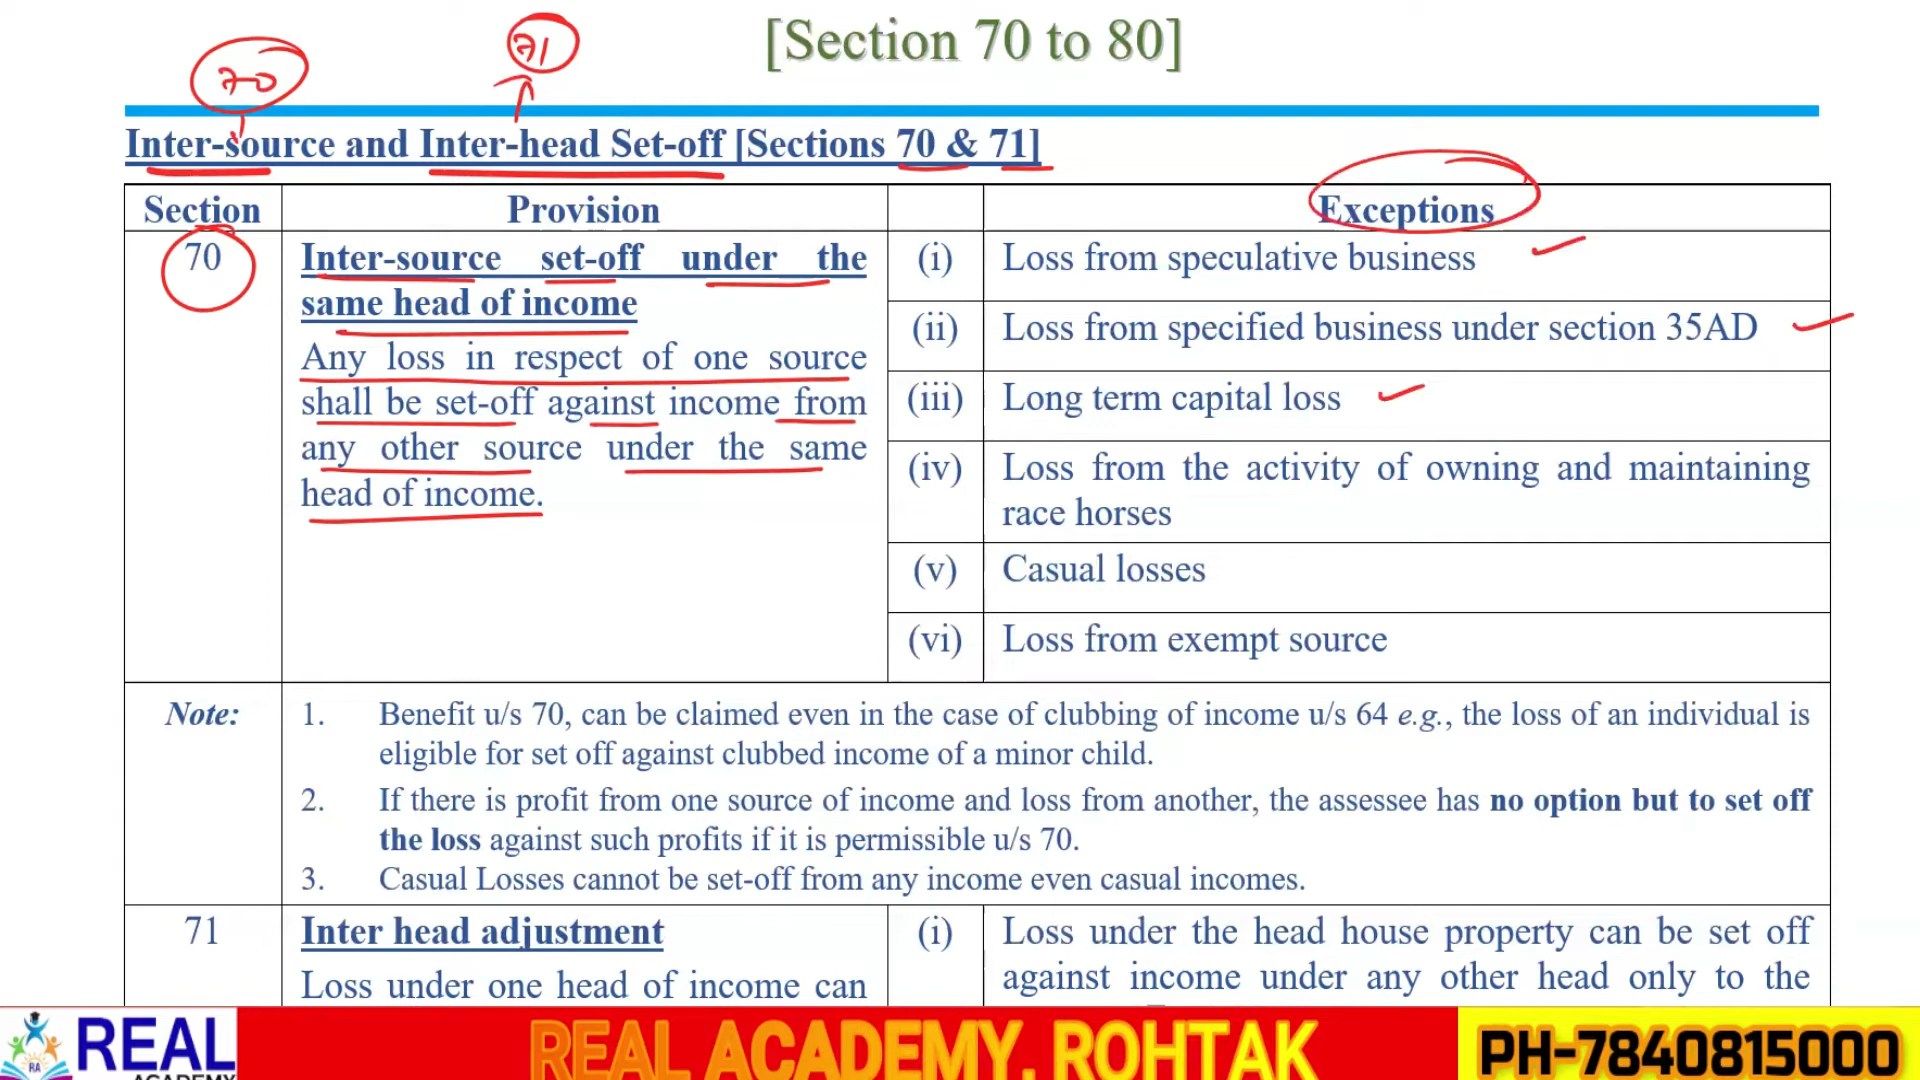 [Section 70 to 80]
70
71
Inter-source and Inter-head Set-off [Sections 70 & 71]
Section Provision Exceptions
70
Inter-source set-off under the
same head of income
Any loss in respect of one source
shall be set-off against income from
any other source under the same
head of income.
(i) Loss from speculative business
(ii) Loss from specified business under section 35AD
(iii) Long term capital loss
(iv) Loss from the activity of owning and maintaining
race horses
(v) Casual losses
(vi) Loss from exempt source
Note: 1. Benefit u/s 70, can be claimed even in the case of clubbing of income u/s 64 e.g., the loss of an individual is
eligible for set off against clubbed income of a minor child.
2. If there is profit from one source of income and loss from another, the assessee has no option but to set off
the loss against such profits if it is permissible u/s 70.
3. Casual Losses cannot be set-off from any income even casual incomes.
71 Inter head adjustment
Loss under one head of income can
(i) Loss under the head house property can be set off
against income under any other head only to the
RA
REAL
ACADEMY
REAL ACADEMY, ROHTAK
PH-7840815000